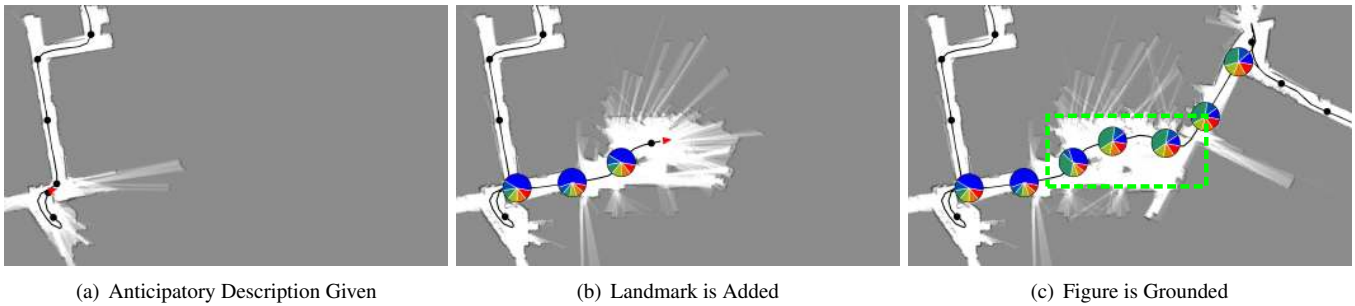 (a) Anticipatory Description Given
(b) Landmark is Added
(c) Figure is Grounded